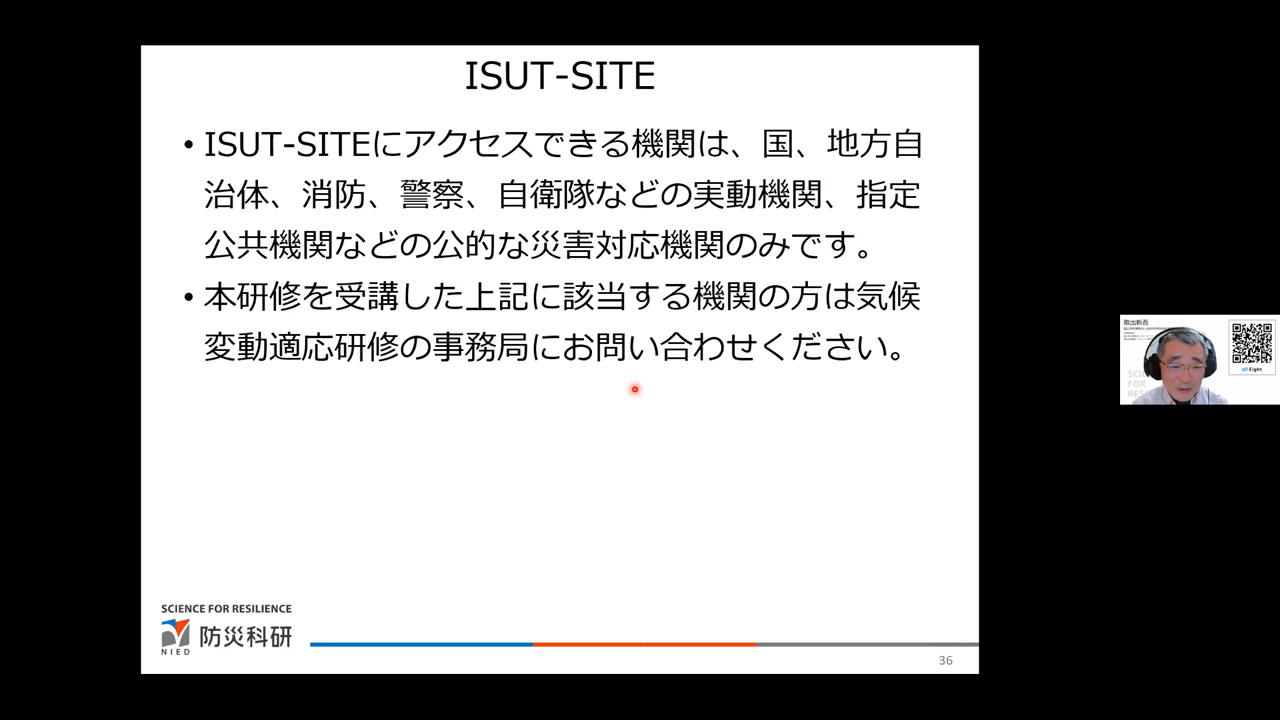 ISUT-SITE
• ISUT-SITEにアクセスできる機関は、国、地方自
治体、消防、警察、自衛隊などの実動機関、指定
公共機関などの公的な災害対応機関のみです。
• 本研修を受講した上記に該当する機関の方は気候
変動適応研修の事務局にお問い合わせください。
SCIENCE FOR RESILIENCE
防災科研
NIED
36
取出新吾
SCIE
FOR
RES
Eight